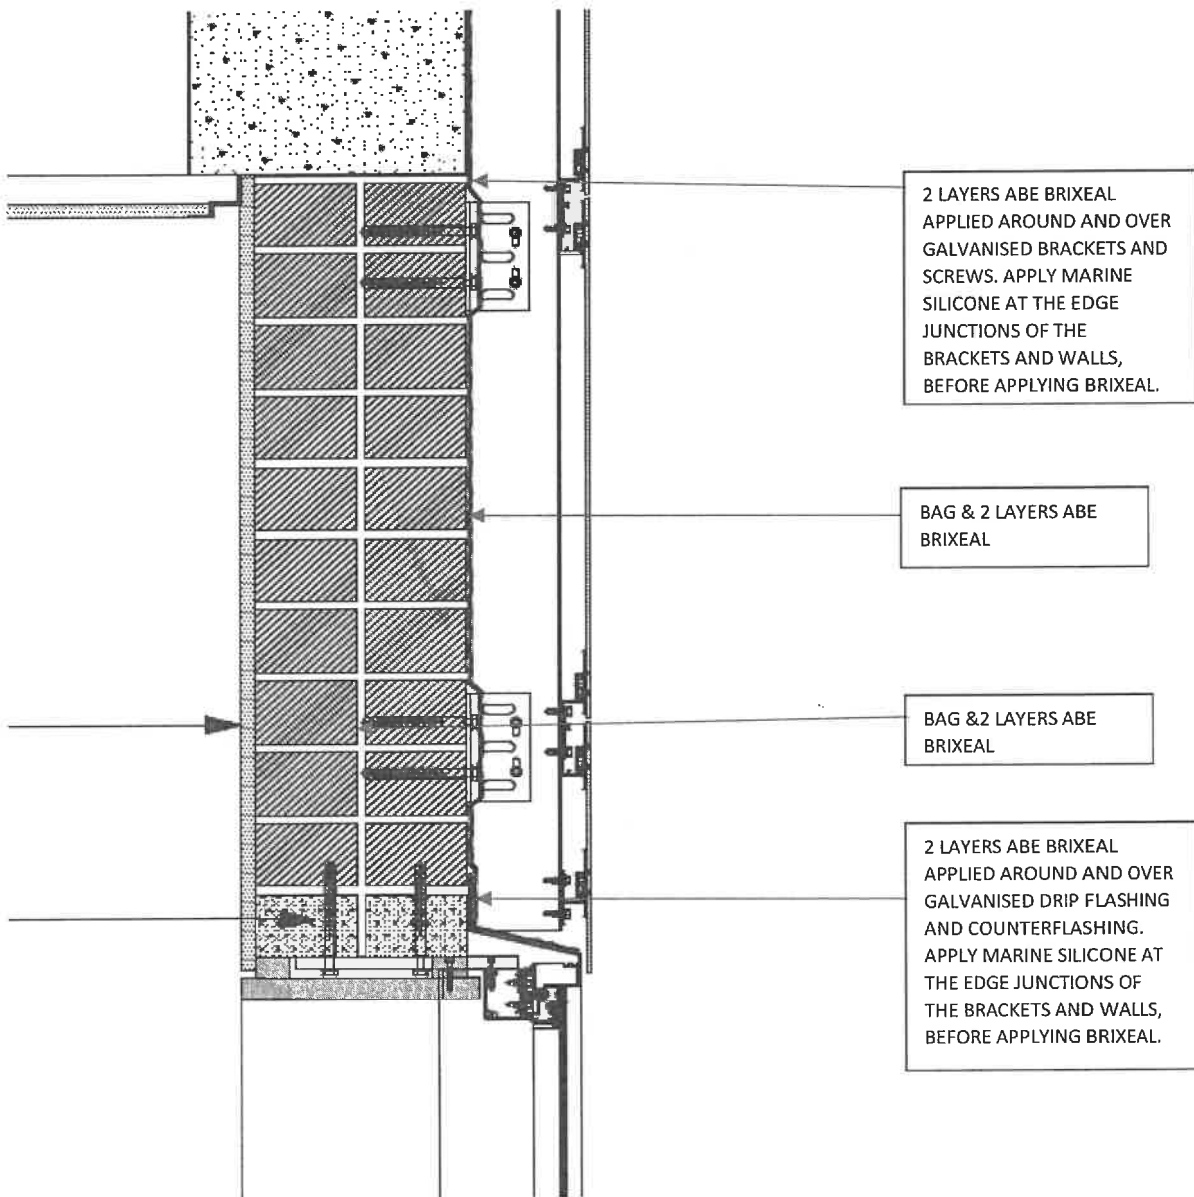 2 LAYERS ABE BRIXEAL
APPLIED AROUND AND OVER
GALVANISED BRACKETS AND
SCREWS. APPLY MARINE
SILICONE AT THE EDGE
JUNCTIONS OF THE
BRACKETS AND WALLS,
BEFORE APPLYING BRIXEAL.
BAG & 2 LAYERS ABE
BRIXEAL
BAG &2 LAYERS ABE
BRIXEAL
2 LAYERS ABE BRIXEAL
APPLIED AROUND AND OVER
GALVANISED DRIP FLASHING
AND COUNTERFLASHING.
APPLY MARINE SILICONE AT
THE EDGE JUNCTIONS OF
THE BRACKETS AND WALLS,
BEFORE APPLYING BRIXEAL.